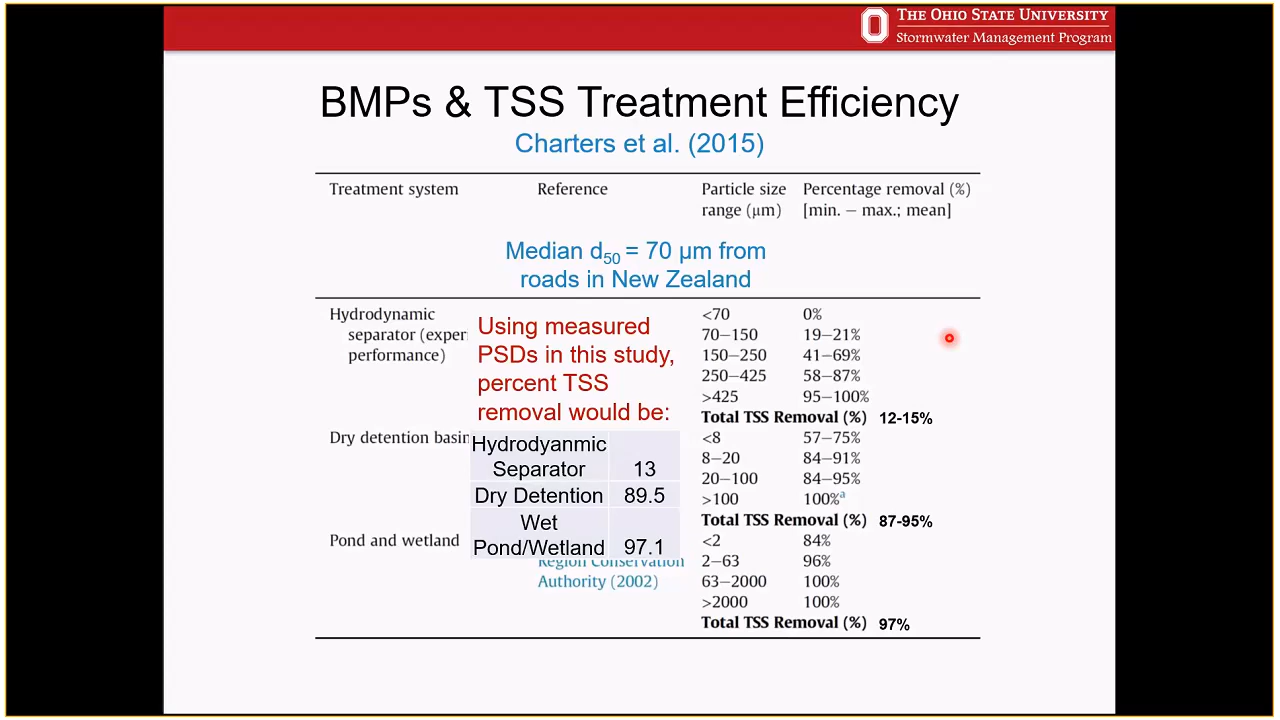 THE OHIO STATE UNIVERSITY
Stormwater Management Program
BMPs & TSS Treatment Efficiency
Charters et al. (2015)
Treatment system Reference Particle size Percentage removal (%)
range (μm) [min. – max.; mean]
Median d50 = 70 μm from
roads in New Zealand
Hydrodynamic <70 0%
separator (exper 70–150 19–21%
performance) 150–250 41–69%
250–425 58–87%
>425 95–100%
Total TSS Removal (%) 12-15%
Using measured
PSDs in this study,
percent TSS
removal would be:
Hydrodyanmic
Separator 13
Dry Detention 89.5
Wet
Pond/Wetland 97.1
Dry detention basin <8 57–75%
8–20 84–91%
20–100 84–95%
>100 100%a
Total TSS Removal (%) 87-95%
Pond and wetland <2 84%
Region Conservation 2–63 96%
Authority (2002) 63–2000 100%
>2000 100%
Total TSS Removal (%) 97%